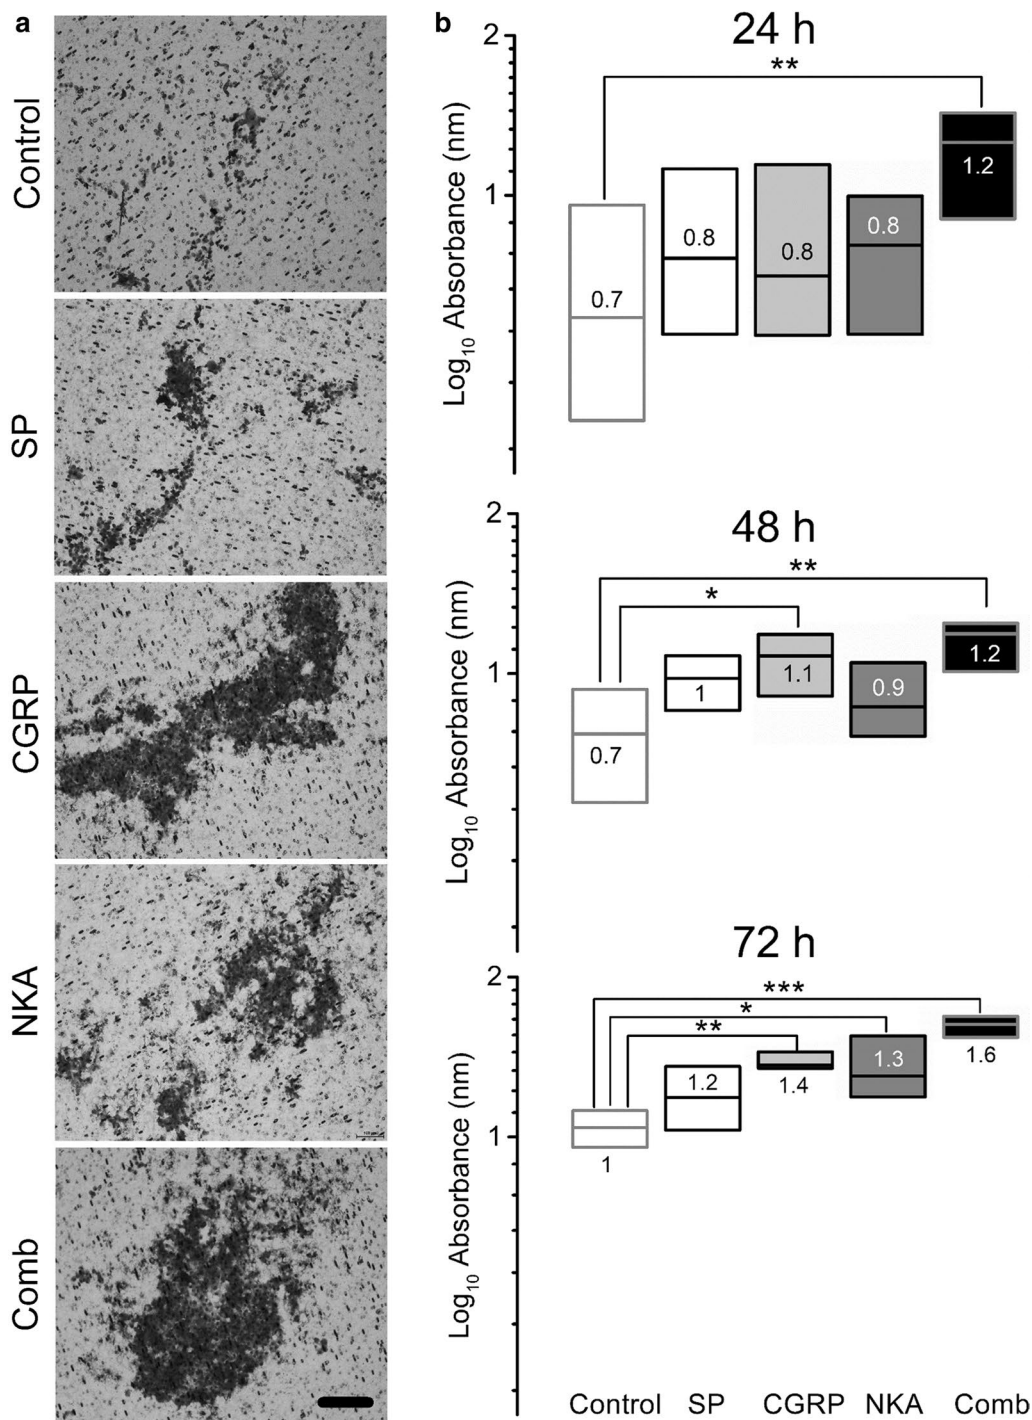 a
Control
SP
CGRP
NKA
Comb
b
24 h
Log10 Absorbance (nm)
2
1
**
0.7
0.8
0.8
0.8
1.2
48 h
Log10 Absorbance (nm)
2
1
**
*
0.7
1
1.1
0.9
1.2
72 h
Log10 Absorbance (nm)
2
1
***
*
**
1
1.2
1.4
1.3
1.6
Control SP CGRP NKA Comb